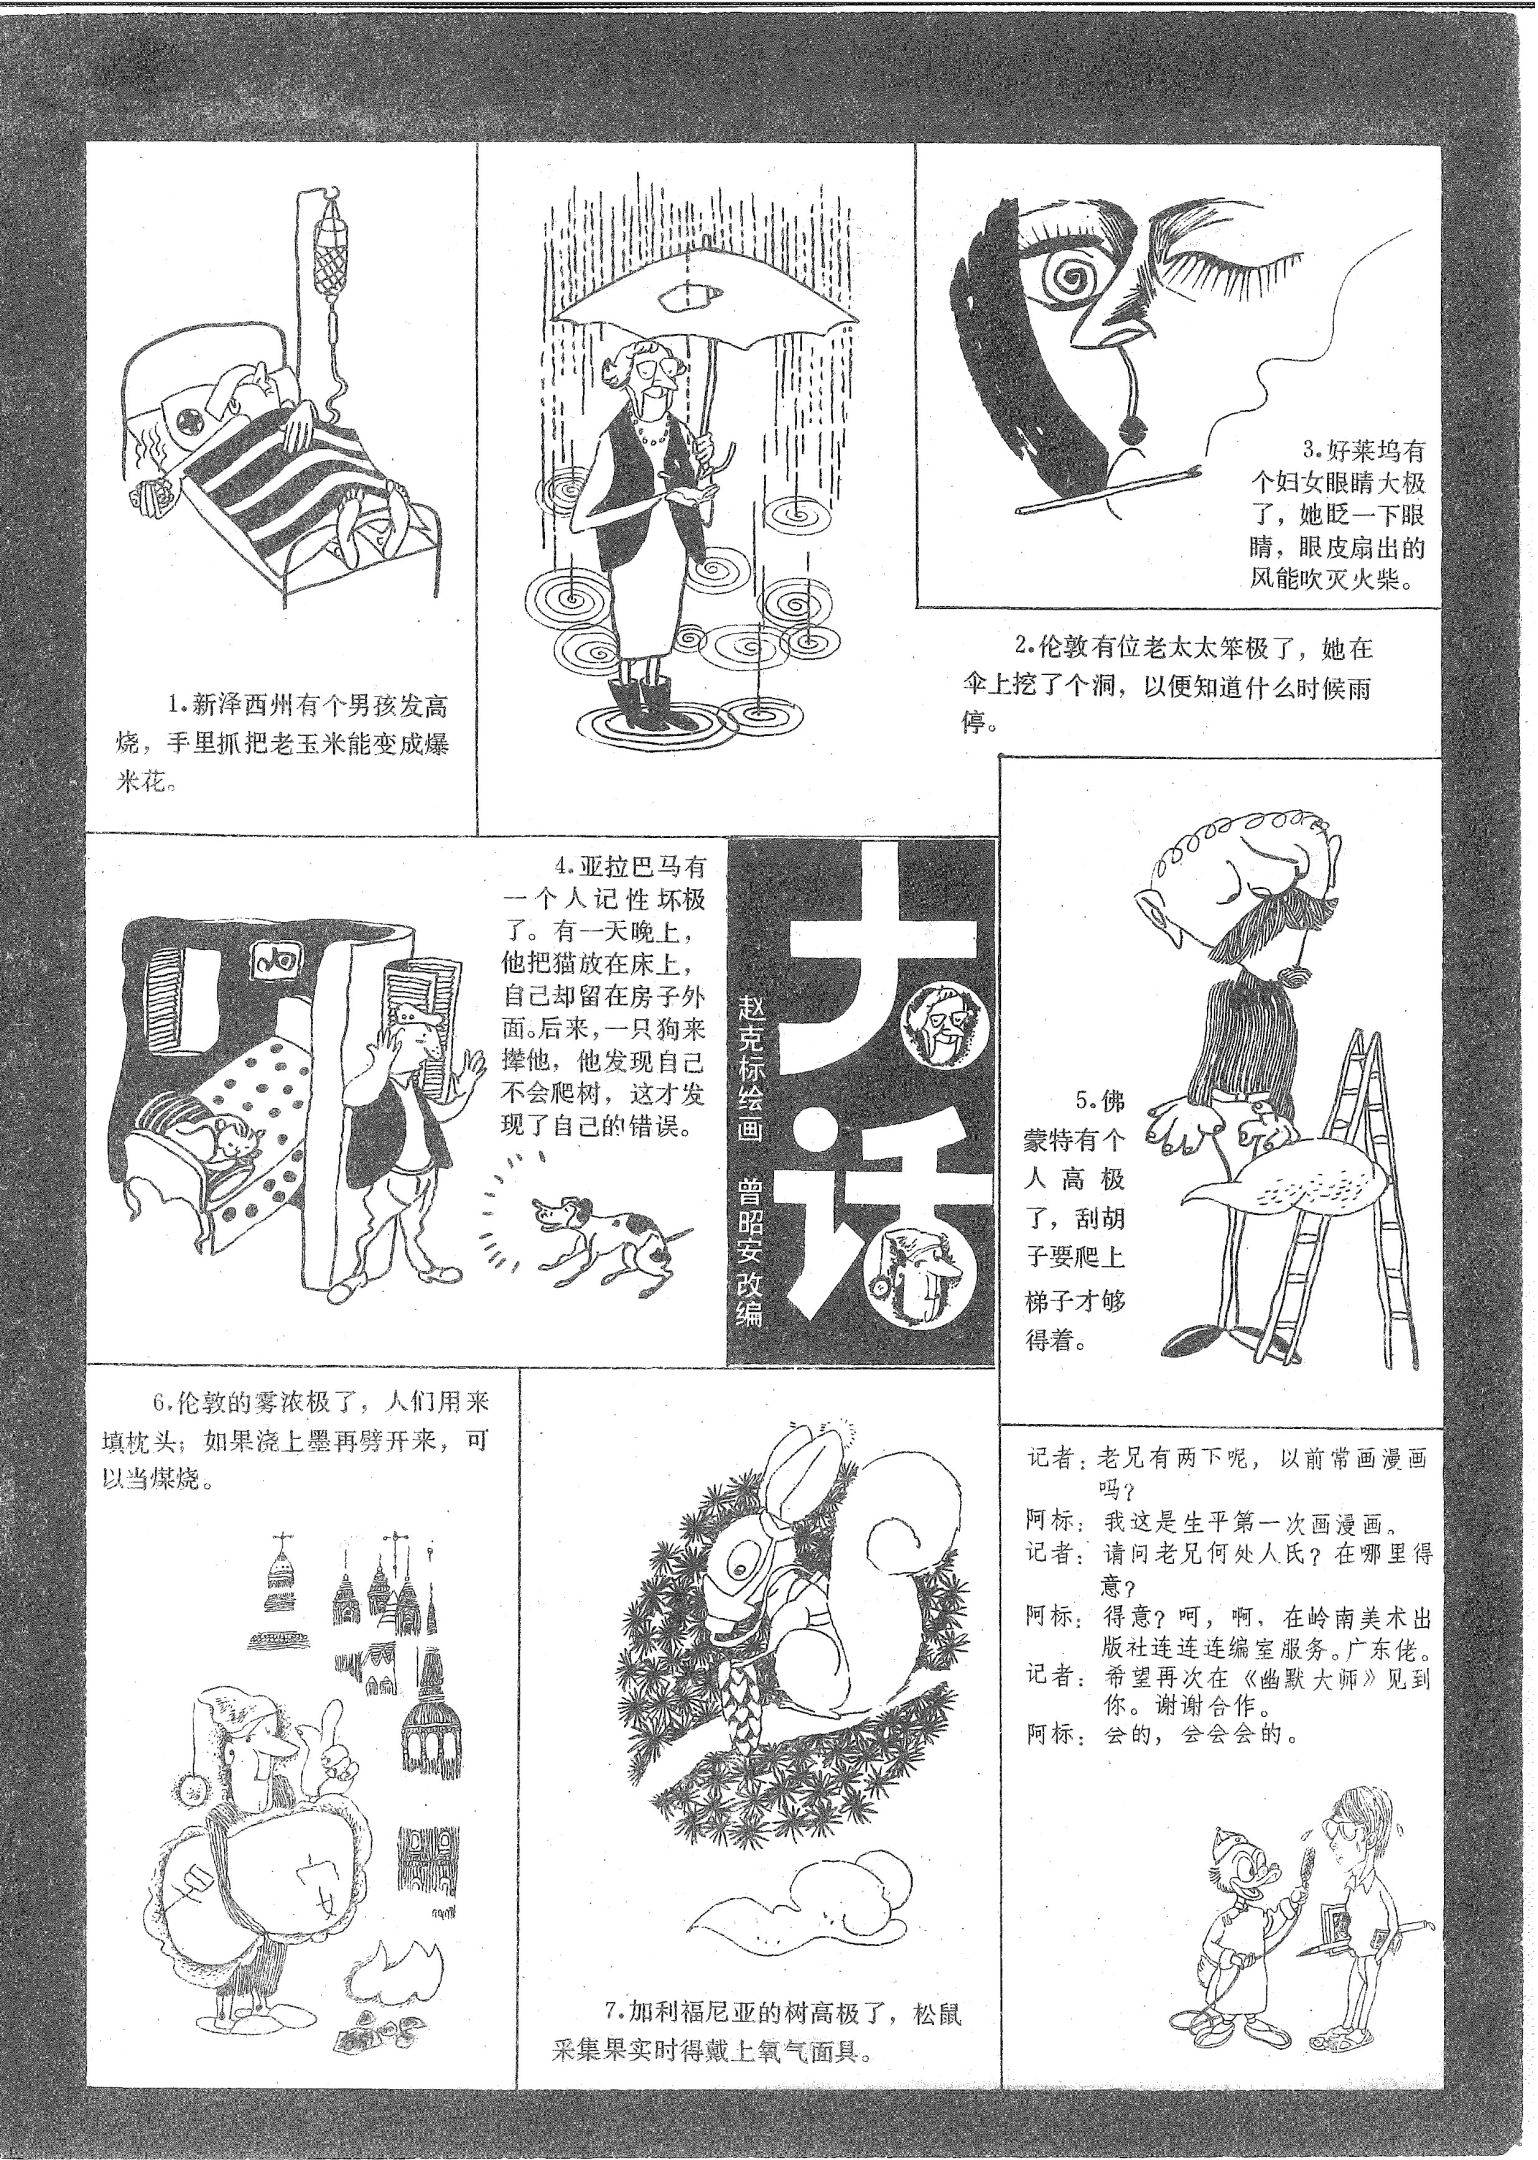 1.新泽西州有个男孩发高
烧，手里抓把老玉米能变成爆
米花。
2.伦敦有位老太太笨极了，她在
伞上挖了个洞，以便知道什么时候雨
停。
3.好莱坞有
个妇女眼睛大极
了，她眨一下眼
睛，眼皮扇出的
风能吹灭火柴。
4.亚拉巴马有
一个人记性坏极
了。有一天晚上，
他把猫放在床上，
自己却留在房子外
面。后来，一只狗来
撵他，他发现自己
不会爬树，这才发
现了自己的错误。
大话
赵克标绘画 曾昭安改编
5.佛
蒙特有个
人高极
了，刮胡
子要爬上
梯子才够
得着。
6.伦敦的雾浓极了，人们用来
填枕头；如果浇上墨再劈开来，可
以当煤烧。
安
7.加利福尼亚的树高极了，松鼠
采集果实时得戴上氧气面具。
记者：老兄有两下呢，以前常画漫画
吗？
阿标：我这是生平第一次画漫画。
记者：请问老兄何处人氏？在哪里得
意？
阿标：得意？呵，啊，在岭南美术出
版社连连连编室服务。广东佬。
记者：希望再次在《幽默大师》见到
你。谢谢合作。
阿标：会的，会会会的。